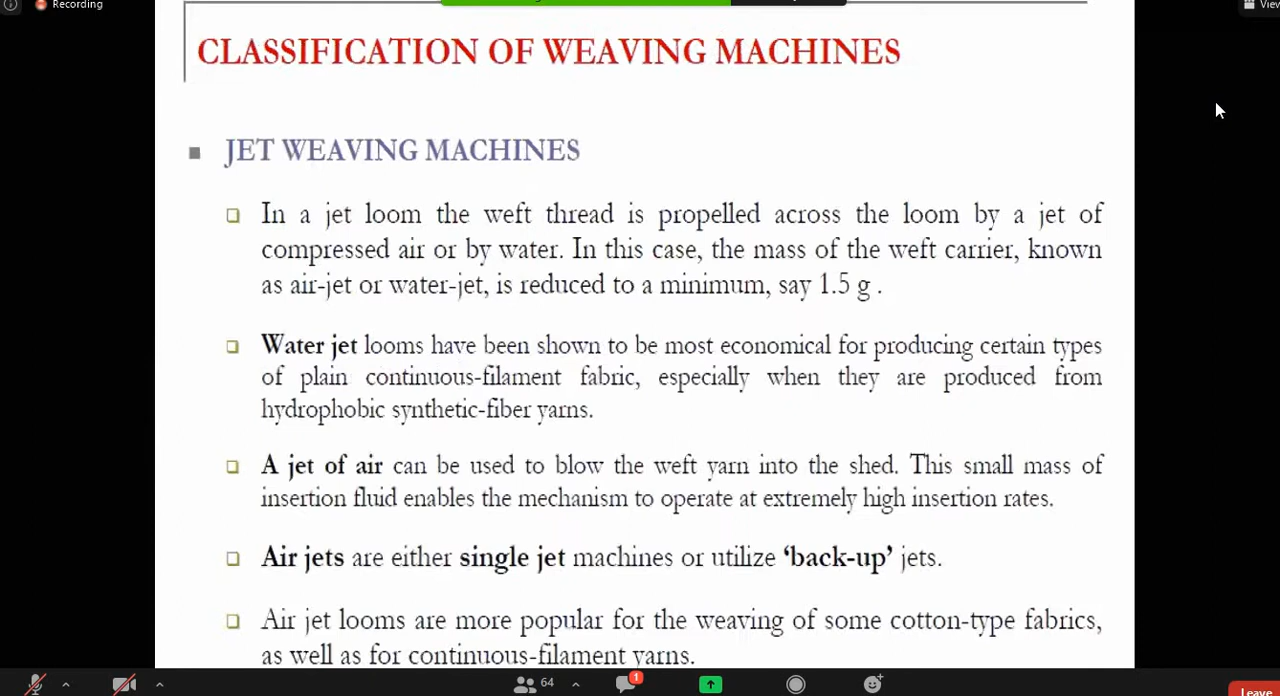 Recording
View
CLASSIFICATION OF WEAVING MACHINES
JET WEAVING MACHINES
In a jet loom the weft thread is propelled across the loom by a jet of
compressed air or by water. In this case, the mass of the weft carrier, known
as air-jet or water-jet, is reduced to a minimum, say 1.5 g .
Water jet looms have been shown to be most economical for producing certain types
of plain continuous-filament fabric, especially when they are produced from
hydrophobic synthetic-fiber yarns.
A jet of air can be used to blow the weft yarn into the shed. This small mass of
insertion fluid enables the mechanism to operate at extremely high insertion rates.
Air jets are either single jet machines or utilize ‘back-up’ jets.
Air jet looms are more popular for the weaving of some cotton-type fabrics,
as well as for continuous-filament yarns.
64
1
Leave